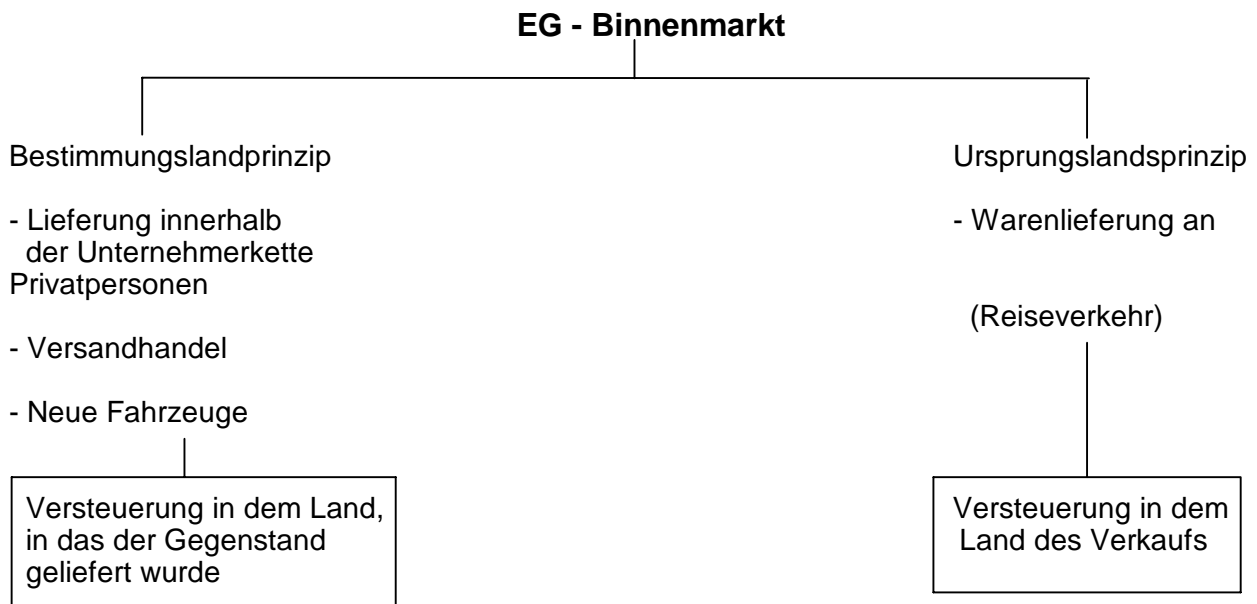 EG - Binnenmarkt
Bestimmungslandprinzip
- Lieferung innerhalb
der Unternehmerkette
Privatpersonen
- Versandhandel
- Neue Fahrzeuge
Versteuerung in dem Land,
in das der Gegenstand
geliefert wurde
Ursprungslandsprinzip
- Warenlieferung an
(Reiseverkehr)
Versteuerung in dem
Land des Verkaufs